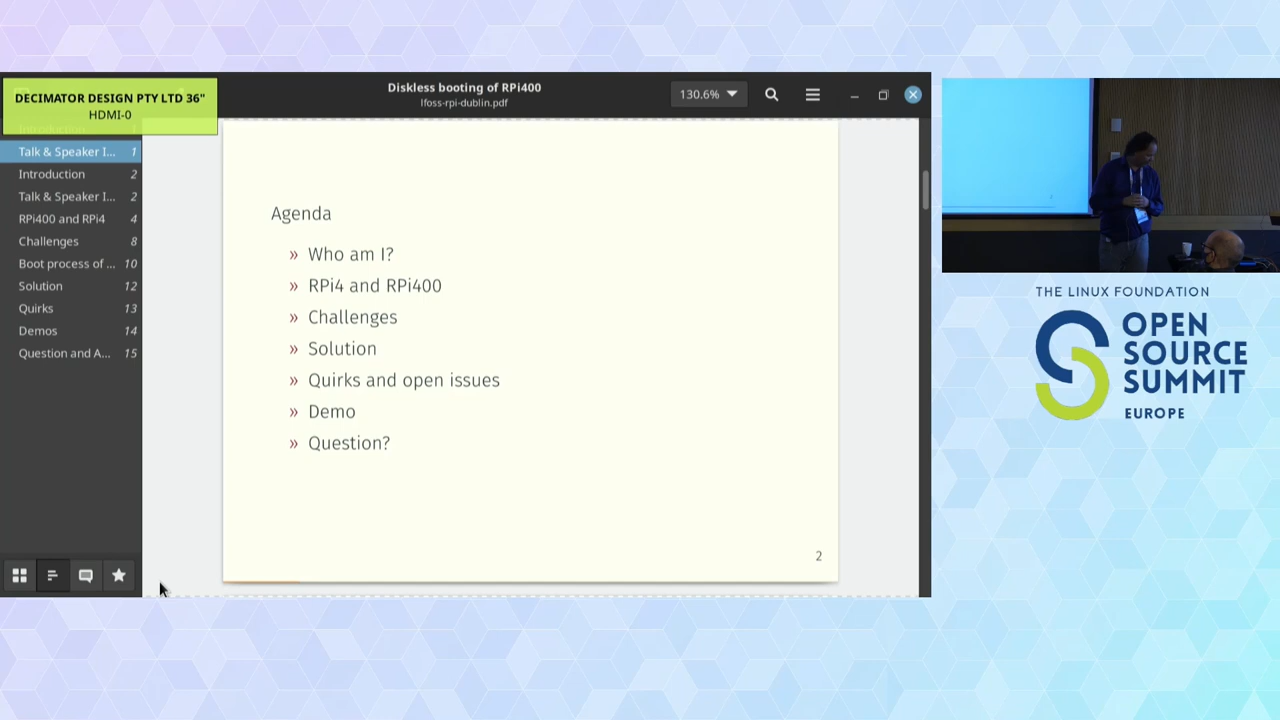 DECIMATOR DESIGN PTY LTD 36"
HDMI-0
Diskless booting of RPi400
lfoss-rpi-dublin.pdf
130.6%
Talk & Speaker I... 1
Introduction 2
Talk & Speaker I... 2
RPi400 and RPi4 4
Challenges 8
Boot process of ... 10
Solution 12
Quirks 13
Demos 14
Question and A... 15
Agenda
» Who am I?
» RPi4 and RPi400
» Challenges
» Solution
» Quirks and open issues
» Demo
» Question?
2
THE LINUX FOUNDATION
OPEN
SOURCE
SUMMIT
EUROPE